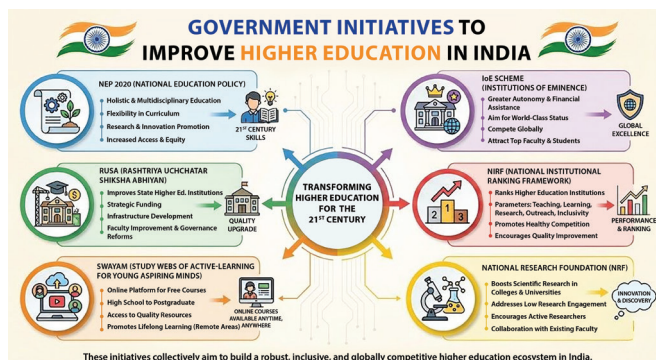 GOVERNMENT INITIATIVES TO
IMPROVE HIGHER EDUCATION IN INDIA
NEP 2020 (NATIONAL EDUCATION POLICY)
• Holistic & Multidisciplinary Education
• Flexibility in Curriculum
• Research & Innovation Promotion
• Increased Access & Equity
21ST CENTURY
SKILLS
RUSA (RASHTRIYA UCHCHATAR
SHIKSHA ABHIYAN)
• Improves State Higher Ed. Institutions
• Strategic Funding
• Infrastructure Development
• Faculty Improvement & Governance
Reforms
QUALITY
UPGRADE
SWAYAM (STUDY WEBS OF ACTIVE-LEARNING
FOR YOUNG ASPIRING MINDS)
• Online Platform for Free Courses
• High School to Postgraduate
• Access to Quality Resources
• Promotes Lifelong Learning (Remote Areas)
ONLINE COURSES
AVAILABLE ANYTIME,
ANYWHERE
TRANSFORMING
HIGHER EDUCATION
FOR THE
21ST CENTURY
IoE SCHEME
(INSTITUTIONS OF EMINENCE)
• Greater Autonomy & Financial
Assistance
• Aim for World-Class Status
• Compete Globally
• Attract Top Faculty & Students
GLOBAL
EXCELLENCE
NIRF (NATIONAL INSTITUTIONAL
RANKING FRAMEWORK)
• Ranks Higher Education Institutions
• Parameters: Teaching, Learning,
Research, Outreach, Inclusivity
• Promotes Healthy Competition
• Encourages Quality Improvement
2 1 3
PERFORMANCE
& RANKING
NATIONAL RESEARCH FOUNDATION (NRF)
• Boosts Scientific Research in
Colleges & Universities
• Addresses Low Research Engagement
• Encourages Active Researchers
• Collaboration with Existing Faculty
INNOVATION
& DISCOVERY
These initiatives collectively aim to build a robust, inclusive, and globally competitive higher education ecosystem in India.